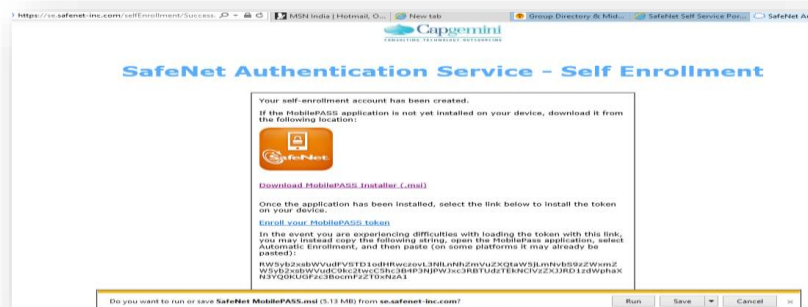 https://se.safenet-inc.com/selfEnrollment/Success.
MSN India | Hotmail, O...
New tab
Group Directory & Mid...
SafeNet Self Service Por...
SafeNet Au
Capgemini
CONSULTING.TECHNOLOGY.OUTSOURCING
SafeNet Authentication Service - Self Enrollment
Your self-enrollment account has been created.
If the MobilePASS application is not yet installed on your device, download it from
the following location:
SafeNet
Download MobilePASS Installer (.msi)
Once the application has been installed, select the link below to install the token
on your device.
Enroll your MobilePASS token
In the event you are experiencing difficulties with loading the token with this link,
you may instead copy the following string, open the MobilePass application, select
Automatic Enrollment, and then paste (on some platforms it may already be
pasted):
Do you want to run or save SafeNet MobilePASS.msi (5.13 MB) from se.safenet-inc.com?
Run
Save
Cancel